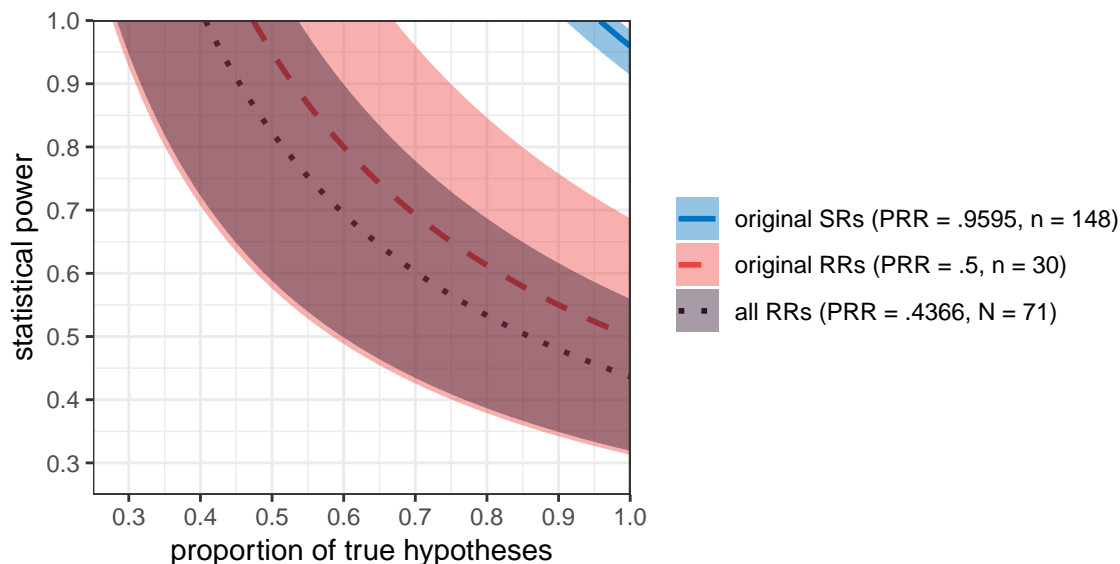 1.0
0.9
0.8
0.7
0.6
0.5
0.4
0.3
statistical power
0.3 0.4 0.5 0.6 0.7 0.8 0.9 1.0
proportion of true hypotheses
original SRs (PRR = .9595, n = 148)
original RRs (PRR = .5, n = 30)
all RRs (PRR = .4366, N = 71)